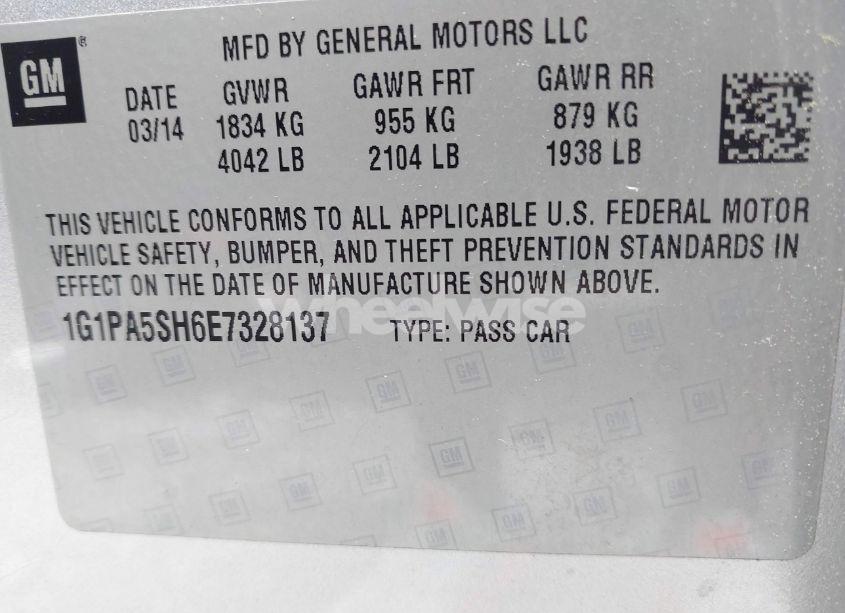 GM
MFD BY GENERAL MOTORS LLC
DATE GVWR GAWR FRT GAWR RR
03/14 1834 KG 955 KG 879 KG
4042 LB 2104 LB 1938 LB
THIS VEHICLE CONFORMS TO ALL APPLICABLE U.S. FEDERAL MOTOR
VEHICLE SAFETY, BUMPER, AND THEFT PREVENTION STANDARDS IN
EFFECT ON THE DATE OF MANUFACTURE SHOWN ABOVE.
wheelwise
1G1PA5SH6E7328137 TYPE: PASS CAR